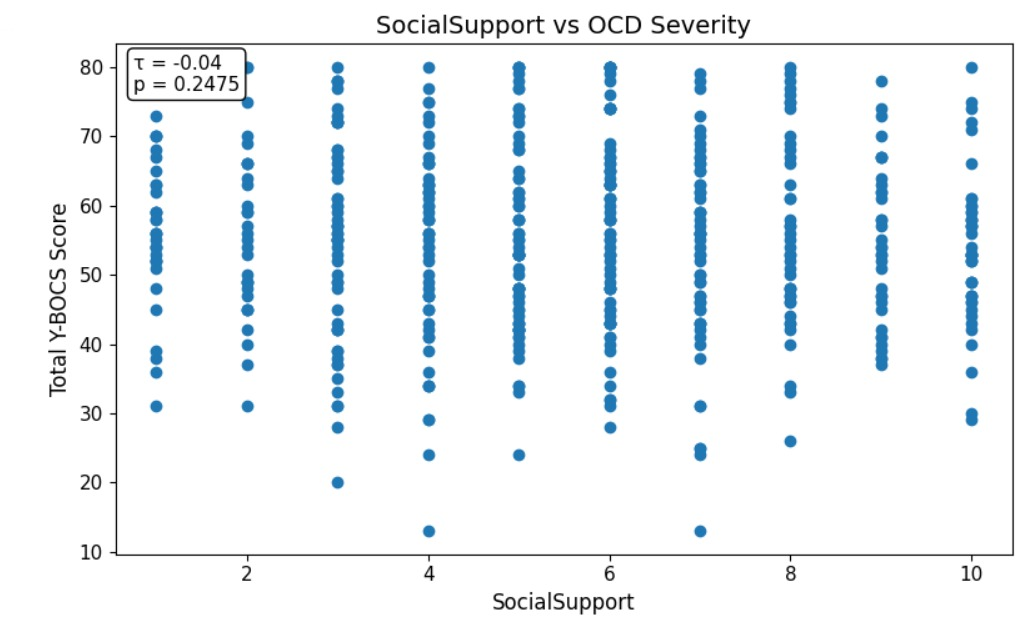 SocialSupport vs OCD Severity
τ = -0.04
p = 0.2475
Total Y-BOCS Score
80
70
60
50
40
30
20
10
2 4 6 8 10
SocialSupport